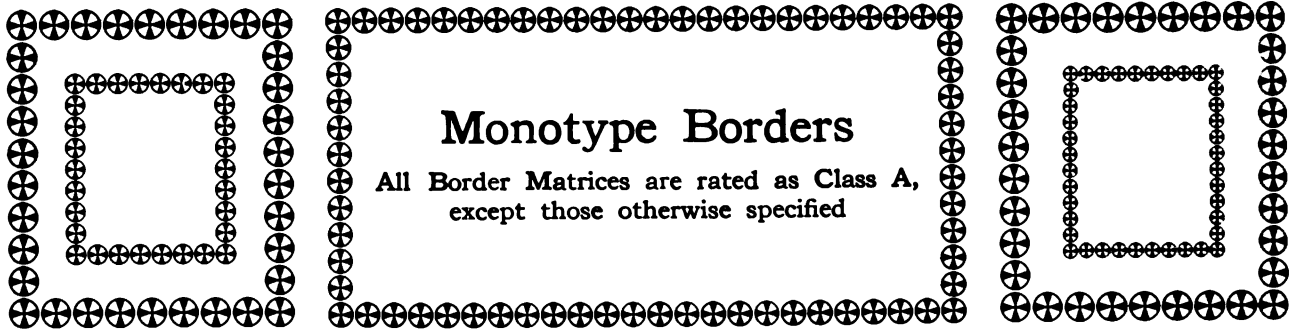 Monotype Borders
All Border Matrices are rated as Class A,
except those otherwise specified